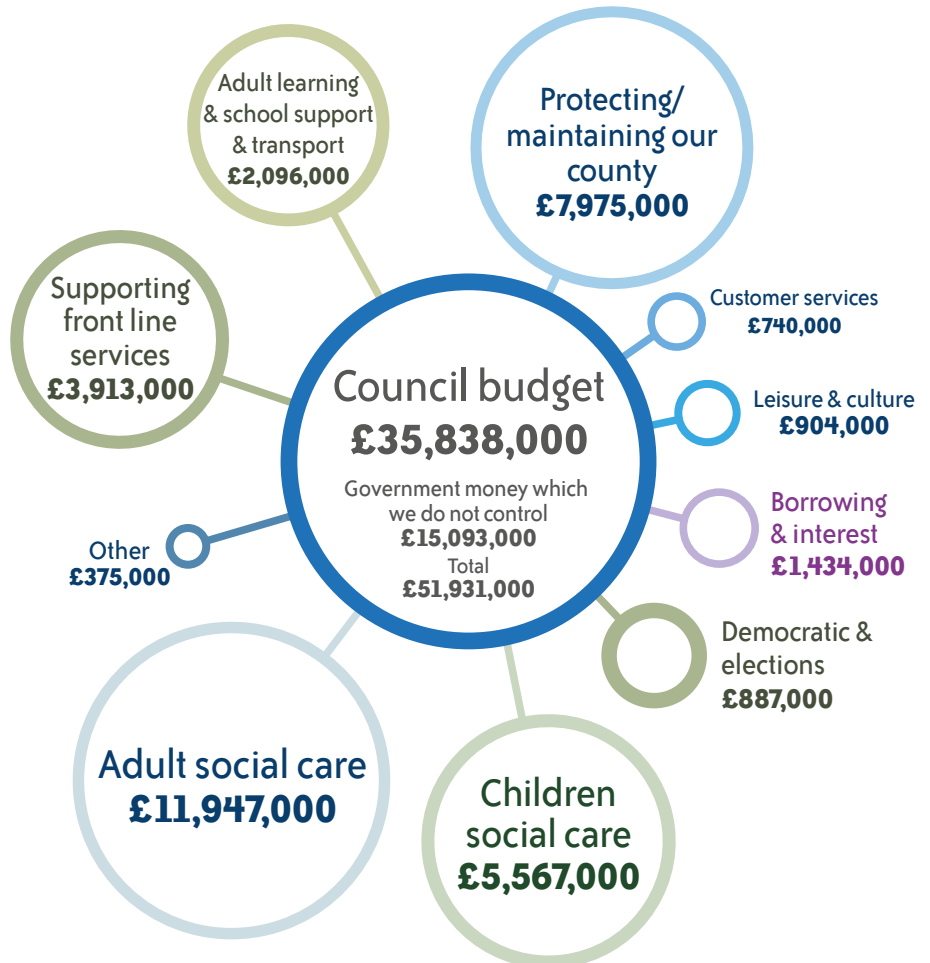 Adult learning
& school support
& transport
£2,096,000
Protecting/
maintaining our
county
£7,975,000
Supporting
front line
services
£3,913,000
Customer services
£740,000
Council budget
£35,838,000
Government money which
we do not control
£15,093,000
Total
£51,931,000
Leisure & culture
£904,000
Borrowing
& interest
£1,434,000
Other
£375,000
Democratic &
elections
£887,000
Adult social care
£11,947,000
Children
social care
£5,567,000